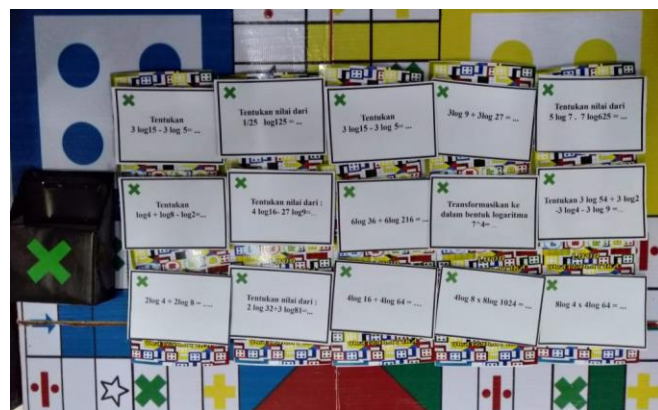 Tentukan
3 log15 - 3 log 5= ...
Tentukan nilai dari
1/25 log125 = ...
Tentukan
3 log15 - 3 log 5= ...
3log 9 + 3log 27 = ...
Tentukan nilai dari
5 log 7 . 7 log625 = ...
Tentukan
log4 + log8 - log2=...
Tentukan nilai dari :
4 log16- 27 log9=...
6log 36 + 6log 216 = ...
Transformasikan ke
dalam bentuk logaritma
7^4= ...
Tentukan 3 log 54 + 3 log2
-3 log4 - 3 log 9 = ...
2log 4 + 2log 8 = ....
Tentukan nilai dari :
2 log 32+3 log81=...
4log 16 + 4log 64 = ...
4log 8 x 8log 1024 = ...
8log 4 x 4log 64 = ...